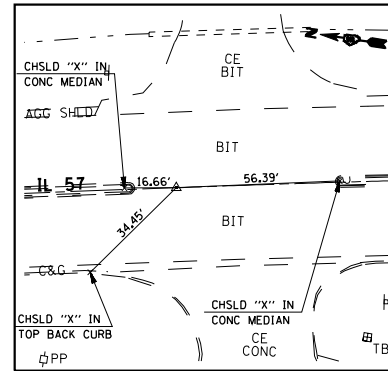 CE
BIT
N
CHSLD "X" IN
CONC MEDIAN
AGG SHLD
BIT
IL 57
16.66'
56.39'
34.45'
BIT
C&G
CHSLD "X" IN
TOP BACK CURB
CHSLD "X" IN
CONC MEDIAN
CE
CONC
PP
TB